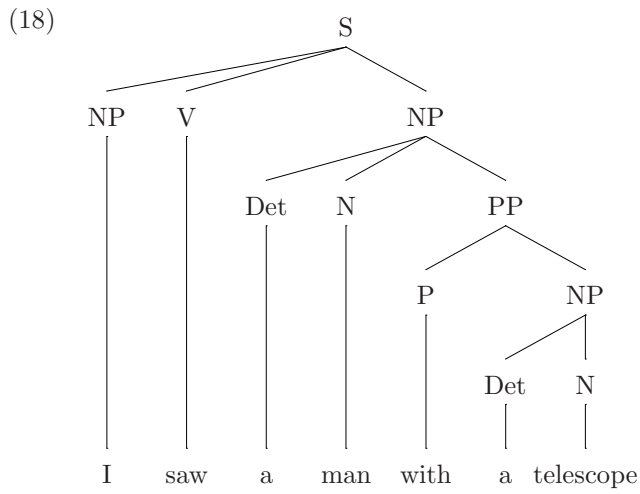 (18)
S
NP V NP
Det N PP
P NP
Det N
I saw a man with a telescope